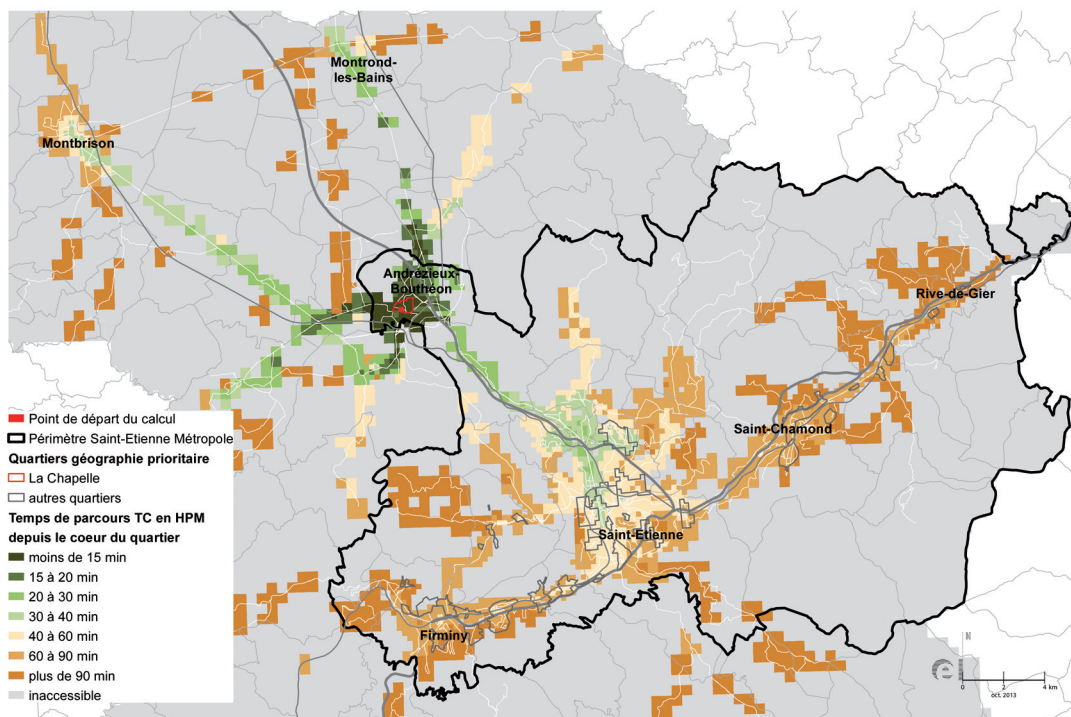 Montrond-
les-Bains
Montbrison
Andrézieux-
Bouthéon
Rive-de-Gier
Saint-Chamond
Saint-Etienne
Firminy
Point de départ du calcul
Périmètre Saint-Etienne Métropole
Quartiers géographie prioritaire
La Chapelle
autres quartiers
Temps de parcours TC en HPM
depuis le coeur du quartier
moins de 15 min
15 à 20 min
20 à 30 min
30 à 40 min
40 à 60 min
60 à 90 min
plus de 90 min
inaccessible
N
0 2 4 km
oct. 2013